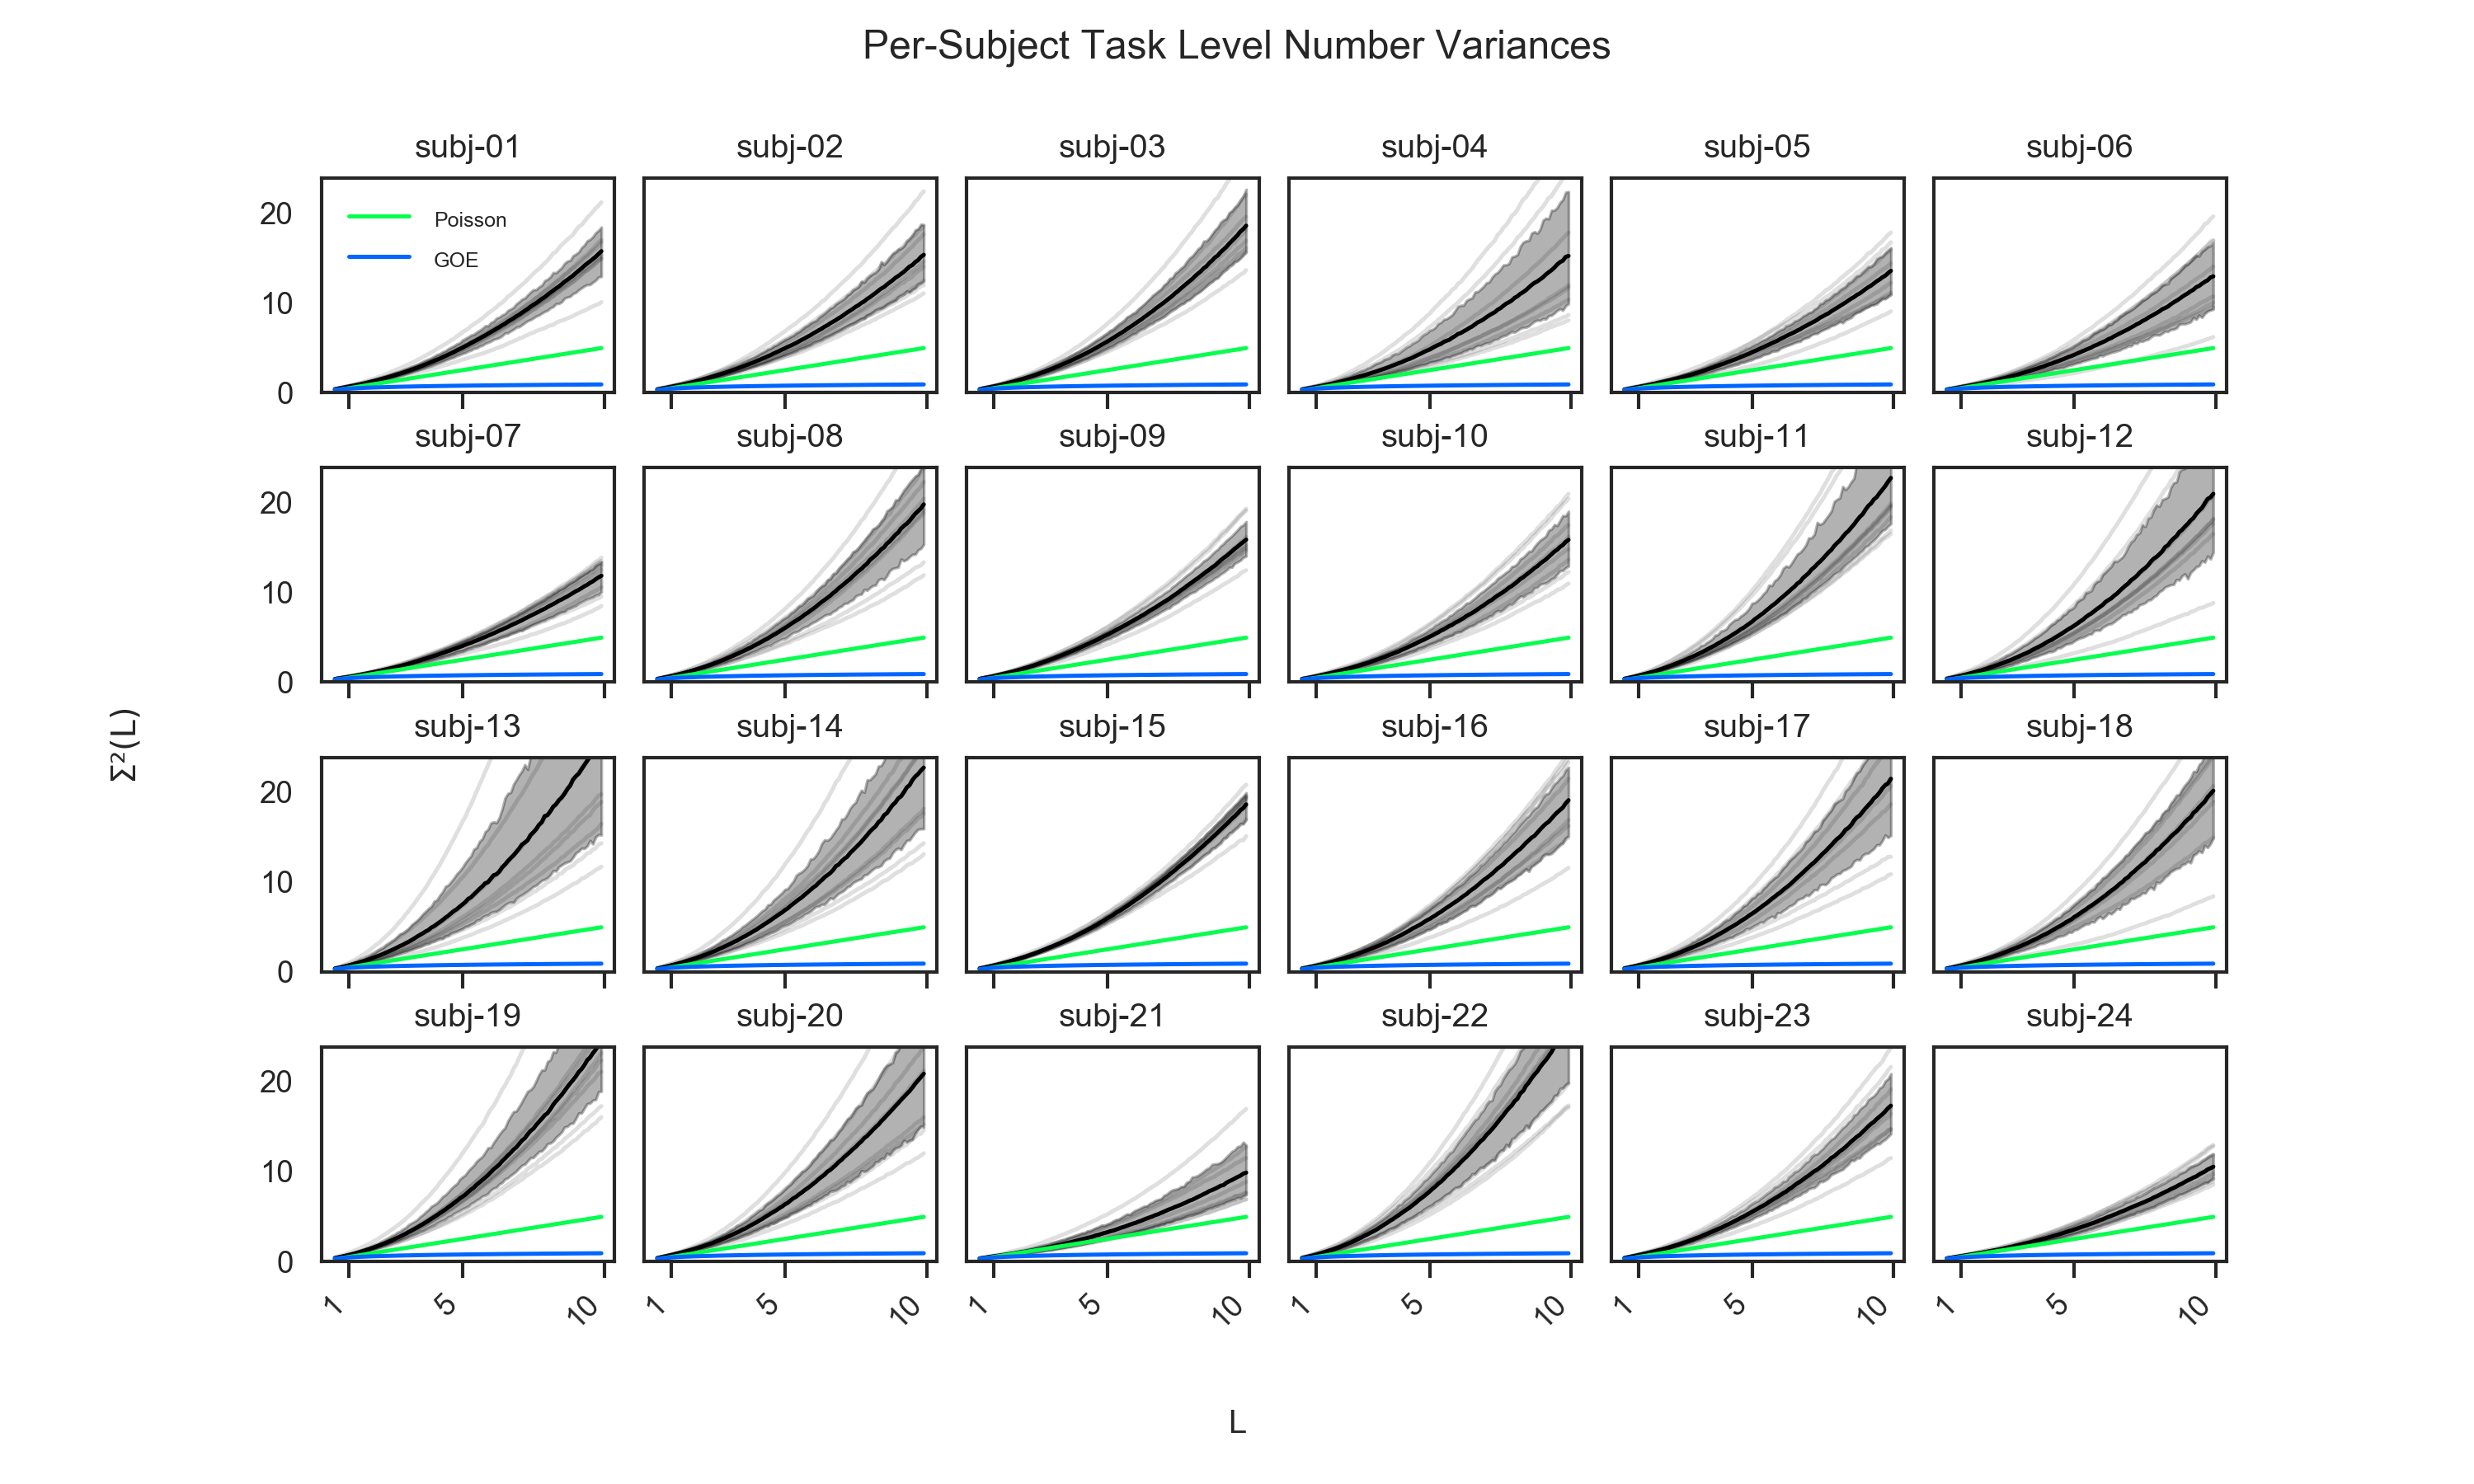 Per-Subject Task Level Number Variances
subj-01 subj-02 subj-03 subj-04 subj-05 subj-06
20
10
0
Poisson
GOE
subj-07 subj-08 subj-09 subj-10 subj-11 subj-12
20
10
0
Σ²(L)
subj-13 subj-14 subj-15 subj-16 subj-17 subj-18
20
10
0
subj-19 subj-20 subj-21 subj-22 subj-23 subj-24
20
10
0
1 5 10 1 5 10 1 5 10 1 5 10 1 5 10 1 5 10
L